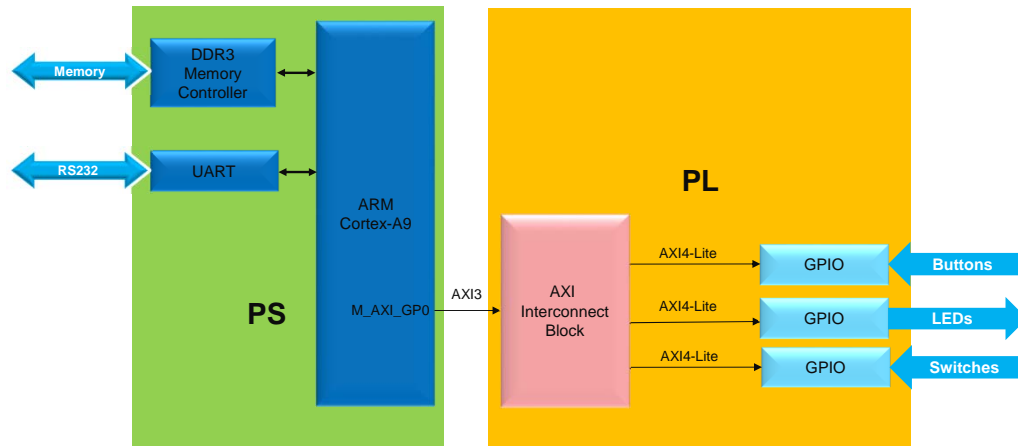 Memory
DDR3
Memory
Controller
RS232
UART
ARM
Cortex-A9
PS
M_AXI_GP0
AXI3
PL
AXI
Interconnect
Block
AXI4-Lite
GPIO
Buttons
AXI4-Lite
GPIO
LEDs
AXI4-Lite
GPIO
Switches